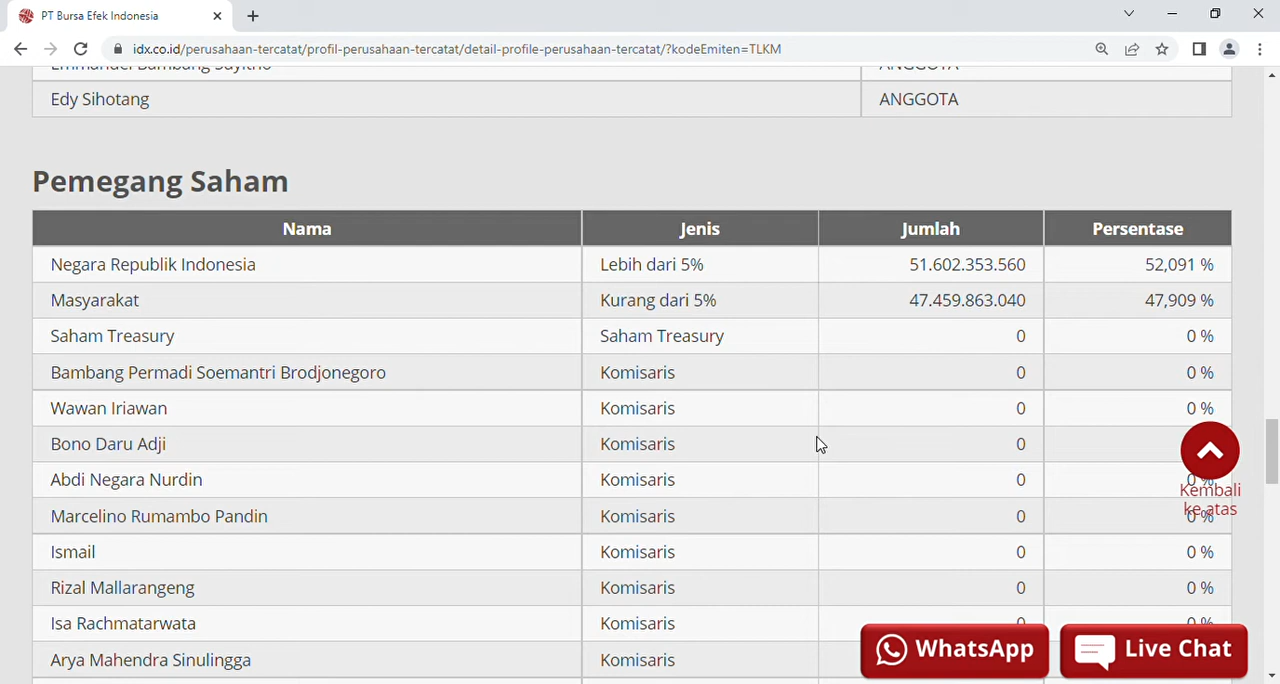 PT Bursa Efek Indonesia
idx.co.id/perusahaan-tercatat/profil-perusahaan-tercatat/detail-profile-perusahaan-tercatat/?kodeEmiten=TLKM
Edy Sihotang ANGGOTA
Pemegang Saham
Nama Jenis Jumlah Persentase
Negara Republik Indonesia Lebih dari 5% 51.602.353.560 52,091 %
Masyarakat Kurang dari 5% 47.459.863.040 47,909 %
Saham Treasury Saham Treasury 0 0 %
Bambang Permadi Soemantri Brodjonegoro Komisaris 0 0 %
Wawan Iriawan Komisaris 0 0 %
Bono Daru Adji Komisaris 0
Abdi Negara Nurdin Komisaris 0 0 %
Kembali
ke atas
Marcelino Rumambo Pandin Komisaris 0 0 %
Ismail Komisaris 0 0 %
Rizal Mallarangeng Komisaris 0 0 %
Isa Rachmatarwata Komisaris 0 0 %
Arya Mahendra Sinulingga Komisaris
WhatsApp Live Chat